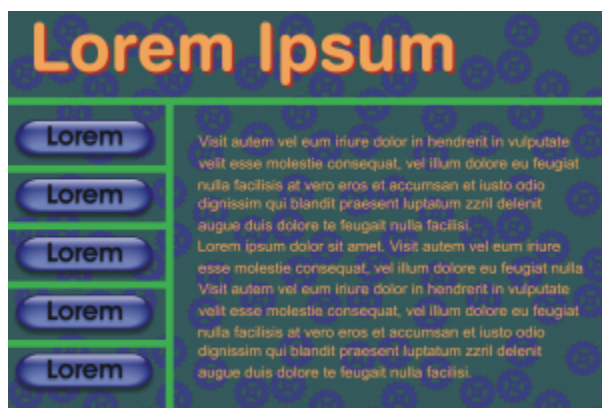 Lorem Ipsum
Lorem
Lorem
Lorem
Lorem
Lorem
Visit autem vel eum iriure dolor in hendrerit in vulputate
velit esse molestie consequat, vel illum dolore eu feugiat
nulla facilisis at vero eros et accumsan et iusto odio
dignissim qui blandit praesent luptatum zzril delenit
augue duis dolore te feugait nulla facilisi.
Lorem ipsum dolor sit amet. Visit autem vel eum iriure
esse molestie consequat, vel illum dolore eu feugiat nulla
Visit autem vel eum iriure dolor in hendrerit in vulputate
velit esse molestie consequat, vel illum dolore eu feugiat
nulla facilisis at vero eros et accumsan et iusto odio
dignissim qui blandit praesent luptatum zzril delenit
augue duis dolore te feugait nulla facilisi.